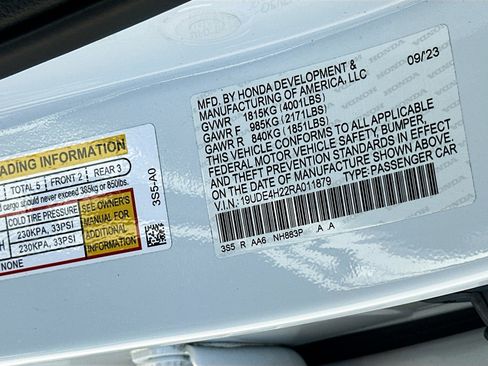 MFD. BY HONDA DEVELOPMENT & 09/'23
MANUFACTURING OF AMERICA, LLC
GVWR 1815KG (4001LBS)
GAWR F 985KG (2171LBS)
GAWR R 840KG (1851LBS)
THIS VEHICLE CONFORMS TO ALL APPLICABLE
FEDERAL MOTOR VEHICLE SAFETY, BUMPER,
AND THEFT PREVENTION STANDARDS IN EFFECT
ON THE DATE OF MANUFACTURE SHOWN ABOVE.
V.I.N: 19UDE4H22RA011879 TYPE: PASSENGER CAR
3S5 R AA6 NH883P A A
ADING INFORMATION
TOTAL 5 FRONT 2 REAR 3
d cargo should never exceed 385kg or 850lbs.
COLD TIRE PRESSURE
230KPA, 33PSI
230KPA, 33PSI
NONE
SEE OWNER'S
MANUAL FOR
ADDITIONAL
INFORMATION
3S5-A0